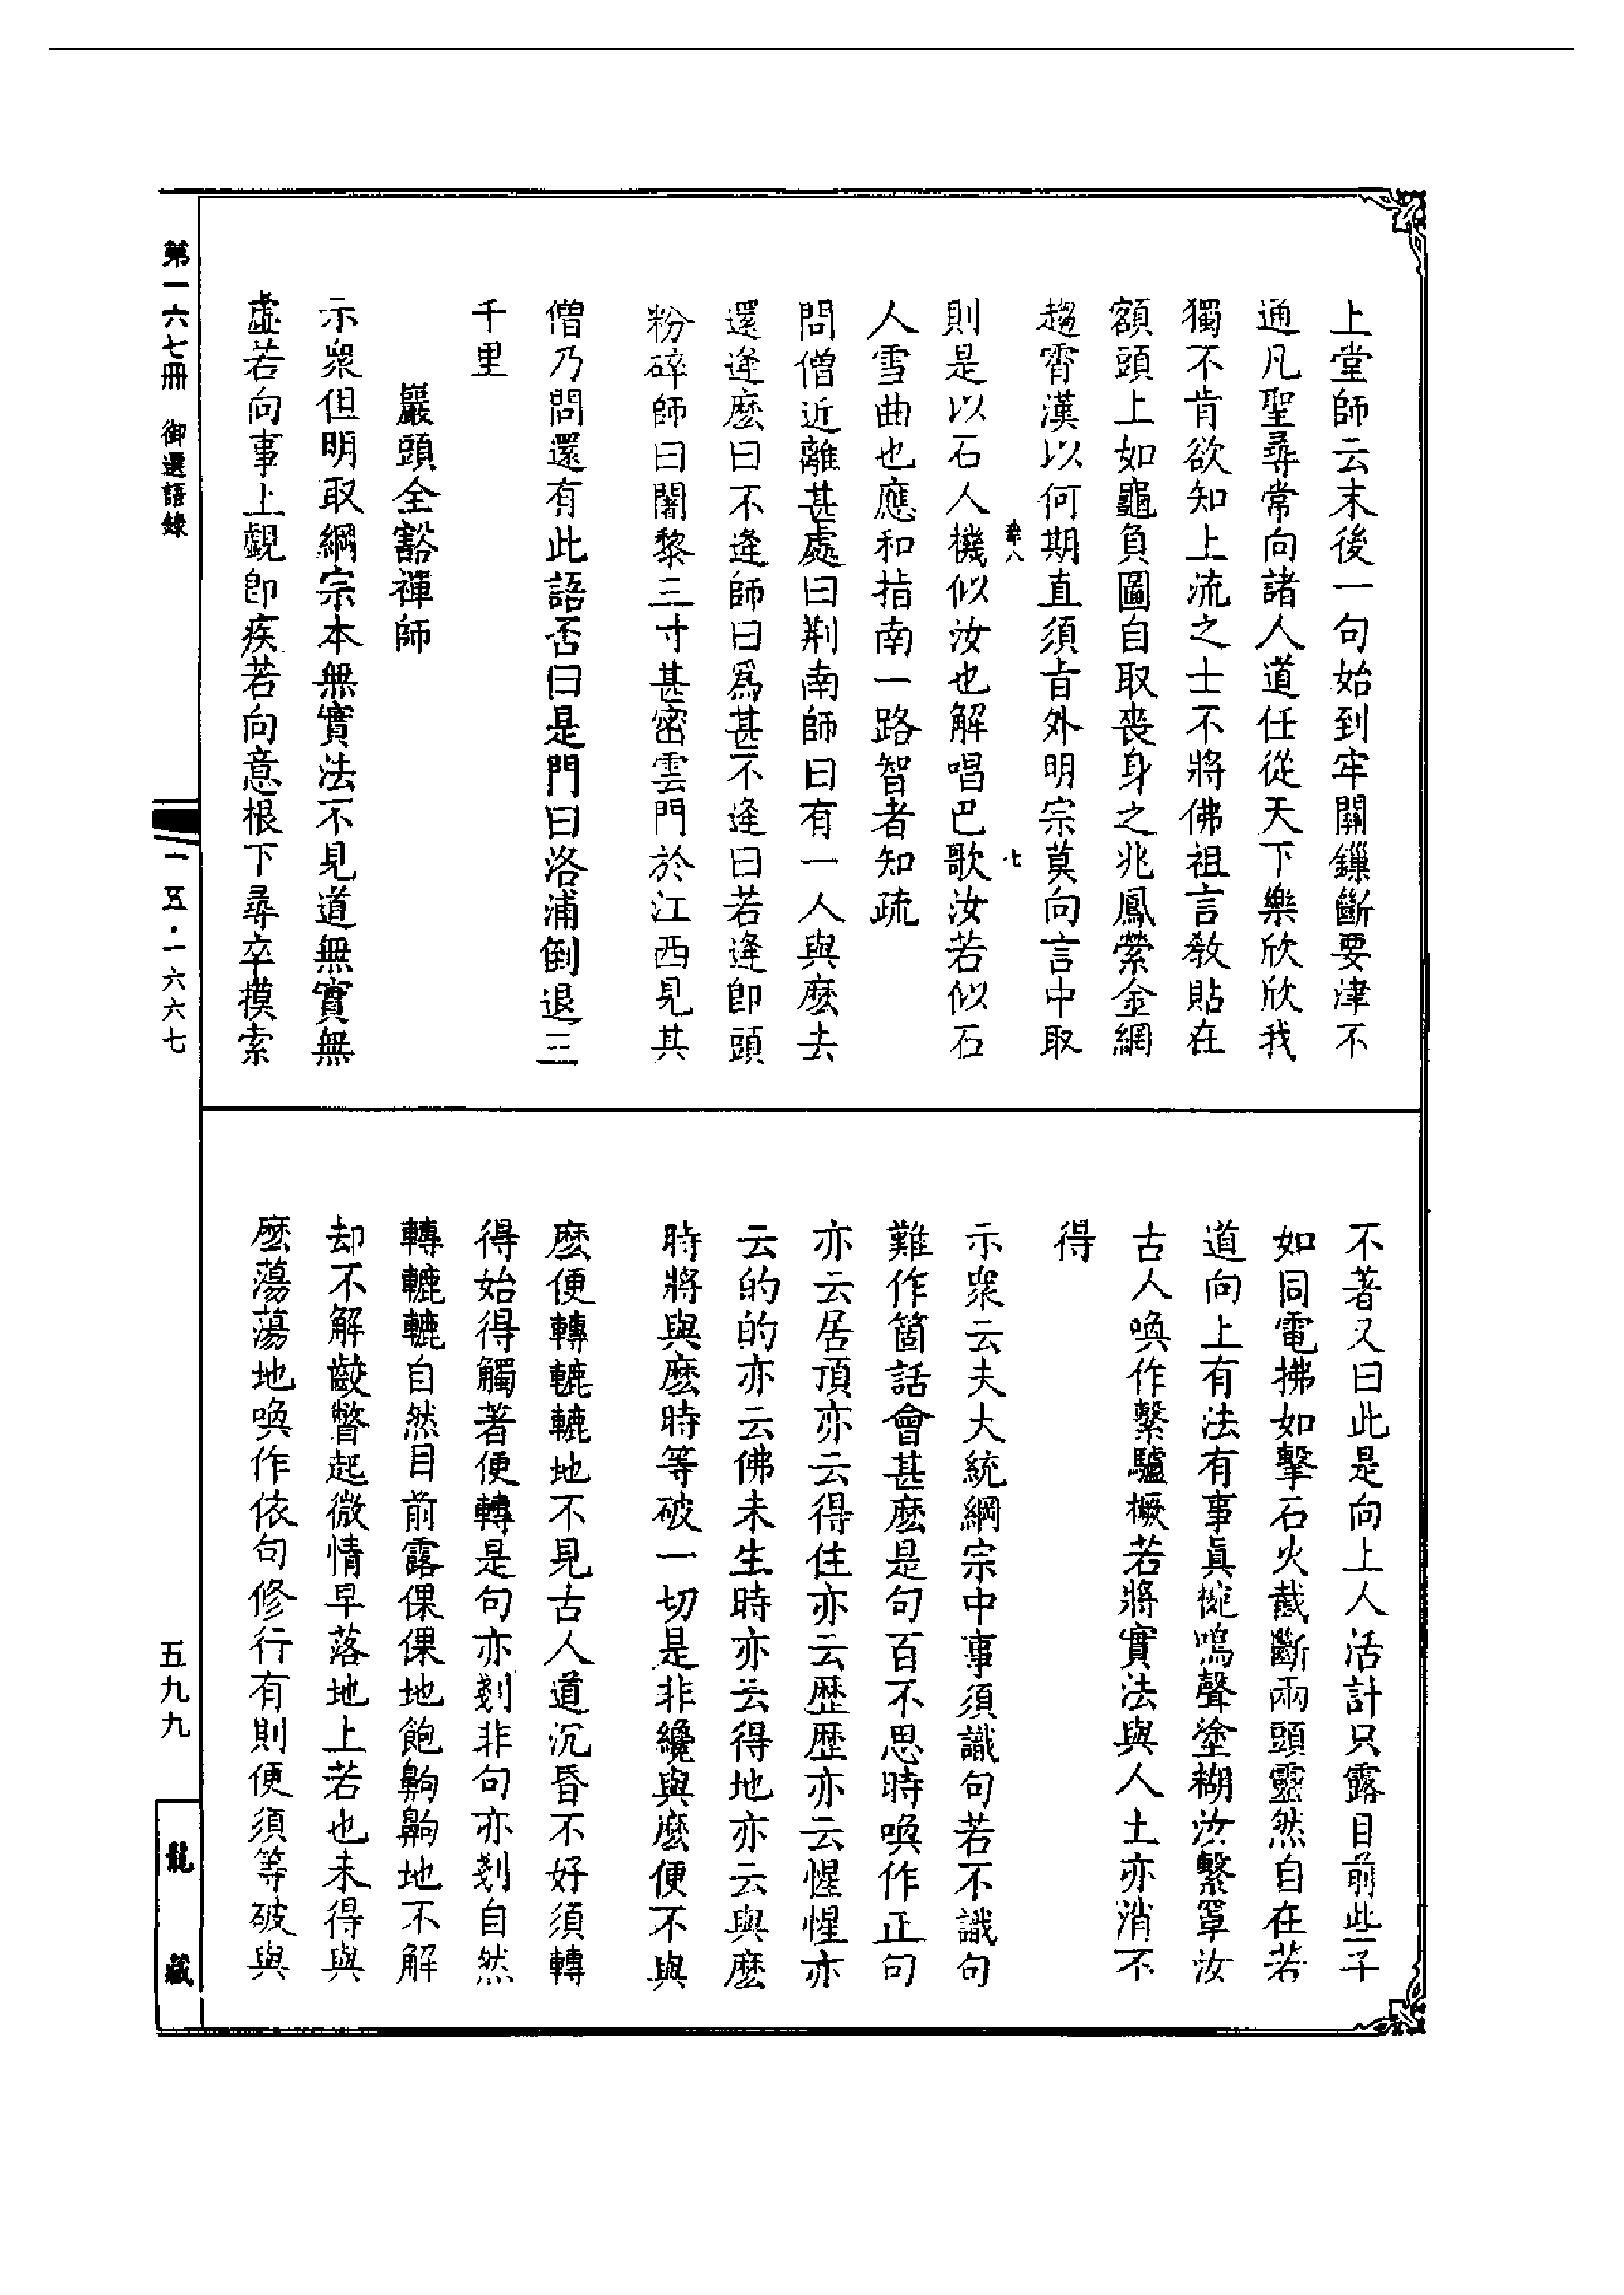 上堂師云末後一句始到牢關鏁斷要津不
通凡聖尋常向諸人道任從天下樂欣欣我
獨不肯欲知上流之士不將佛祖言教貼在
額頭上如龜負圖自取喪身之兆鳳縈金網
趨霄漢以何期直須旨外明宗莫向言中取
七
則是以石人機似汝也解唱巴歌汝若似石
人雪曲也應和指南一路智者知疏
問僧近離甚處曰荆南師曰有一人與麽去
還逢麽曰不逢師曰爲甚不逢曰若逢即頭
粉碎師曰闍黎三寸甚密雲門於江西見其
僧乃問還有此語否曰是門曰洛浦倒退三
千里
巖頭全豁禪師
示衆但明取綱宗本無實法不見道無實無
虛若向事上覷即疾若向意根下尋卒摸索
不著又曰此是向上人活計只露目前些子
如同電拂如擊石火截斷兩頭靈然自在若
道向上有法有事眞椀鳴聲塗糊汝繫罩汝
古人喚作繫驢橛若將實法與人土亦消不
得
示衆云夫大統綱宗中事須識句若不識句
難作箇話會甚麽是句百不思時喚作正句
亦云居頂亦云得住亦云歷歷亦云惺惺亦
云的的亦云佛未生時亦云得地亦云與麽
時將與麽時等破一切是非纔與麽便不與
麽便轉轆轆地不見古人道沉昏不好須轉
得始得觸著便轉是句亦剗非句亦剗自然
轉轆轆自然目前露倮倮地飽齁齁地不解
却不解齩瞥起微情早落地上若也未得與
麽蕩蕩地喚作依句修行有則便須等破與
第一六七冊 御選語錄
一五·一六六七
五九九
龍藏